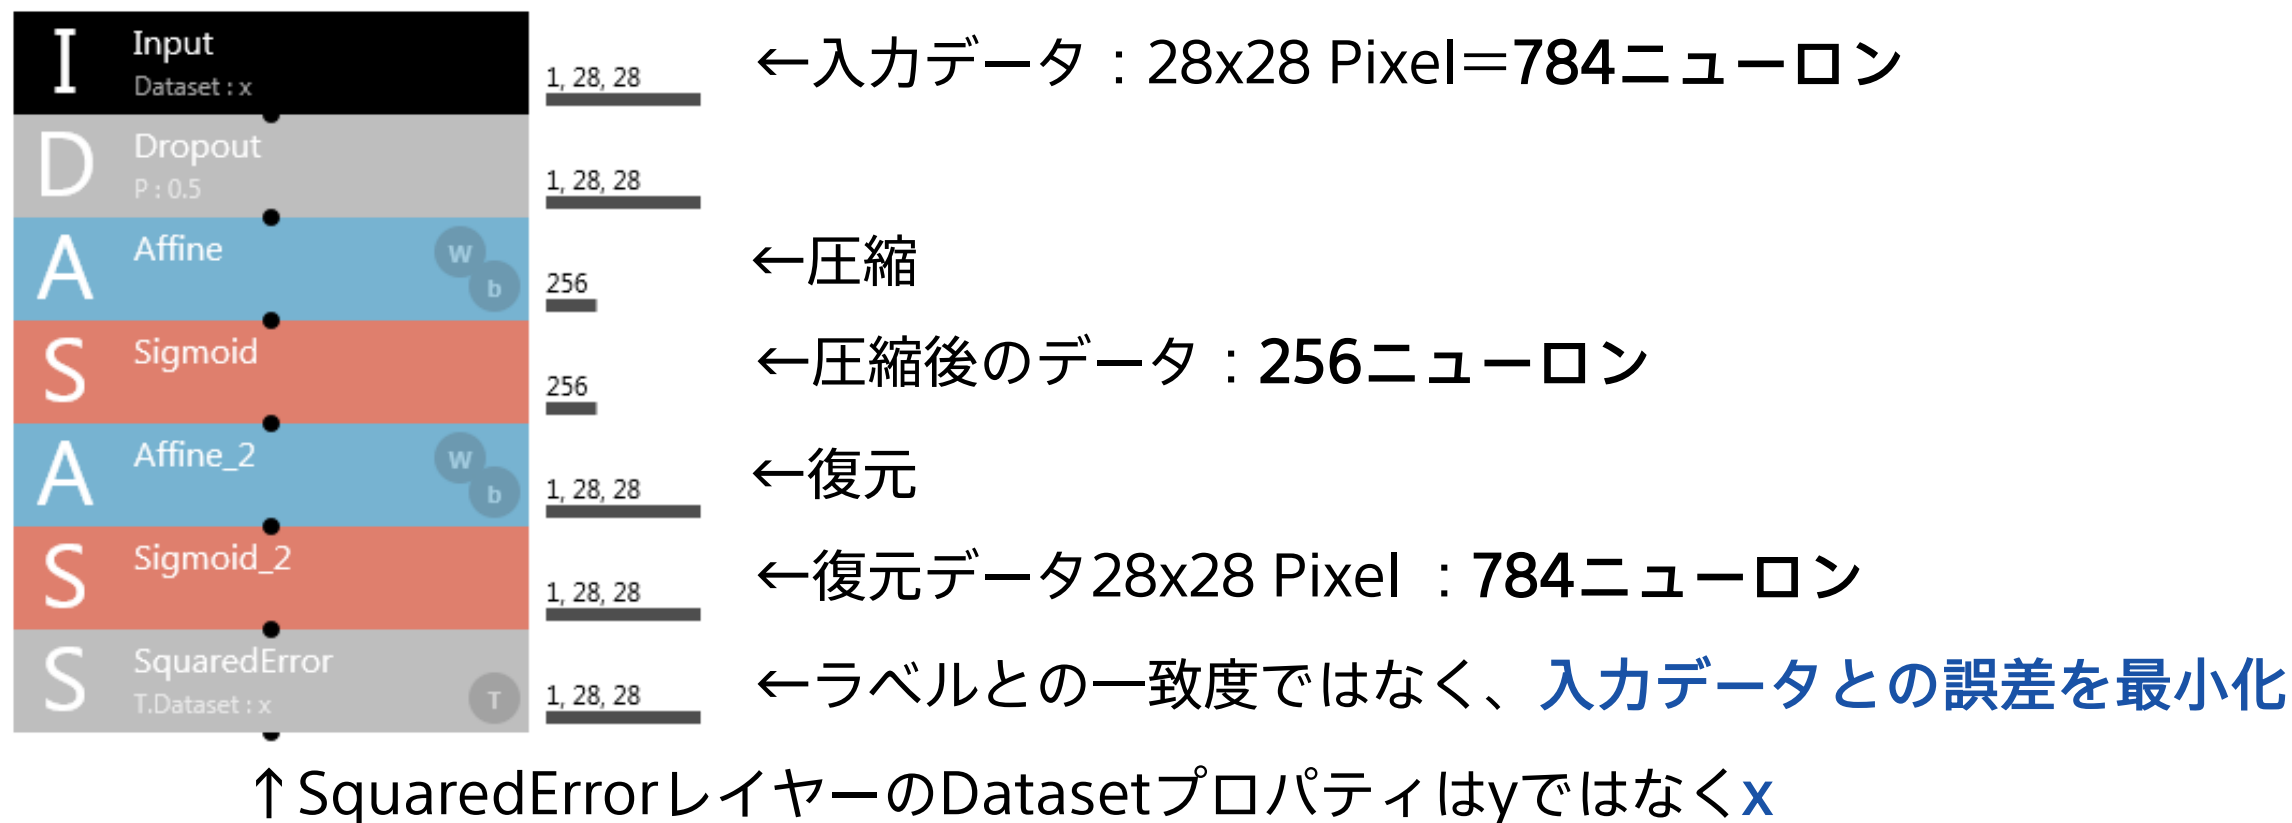 I Input
Dataset : x
1, 28, 28
←入力データ：28x28 Pixel＝784ニューロン
D Dropout
P : 0.5
1, 28, 28
A Affine
W
b
256
←圧縮
S Sigmoid
256
←圧縮後のデータ：256ニューロン
A Affine_2
W
b
1, 28, 28
←復元
S Sigmoid_2
1, 28, 28
←復元データ28x28 Pixel ：784ニューロン
S SquaredError
T.Dataset : x
T
1, 28, 28
←ラベルとの一致度ではなく、入力データとの誤差を最小化
↑SquaredErrorレイヤーのDatasetプロパティはyではなくx